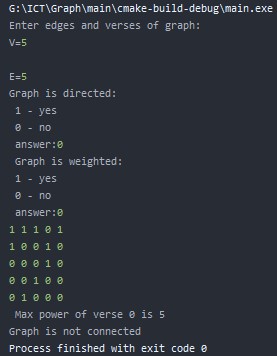 G:\ICT\Graph\main\cmake-build-debug\main.exe
Enter edges and verses of graph:
V=5
E=5
Graph is directed:
1 - yes
0 - no
answer:0
Graph is weighted:
1 - yes
0 - no
answer:0
1 1 1 0 1
1 0 0 1 0
0 0 0 1 0
0 0 1 0 0
0 1 0 0 0
Max power of verse 0 is 5
Graph is not connected
Process finished with exit code 0